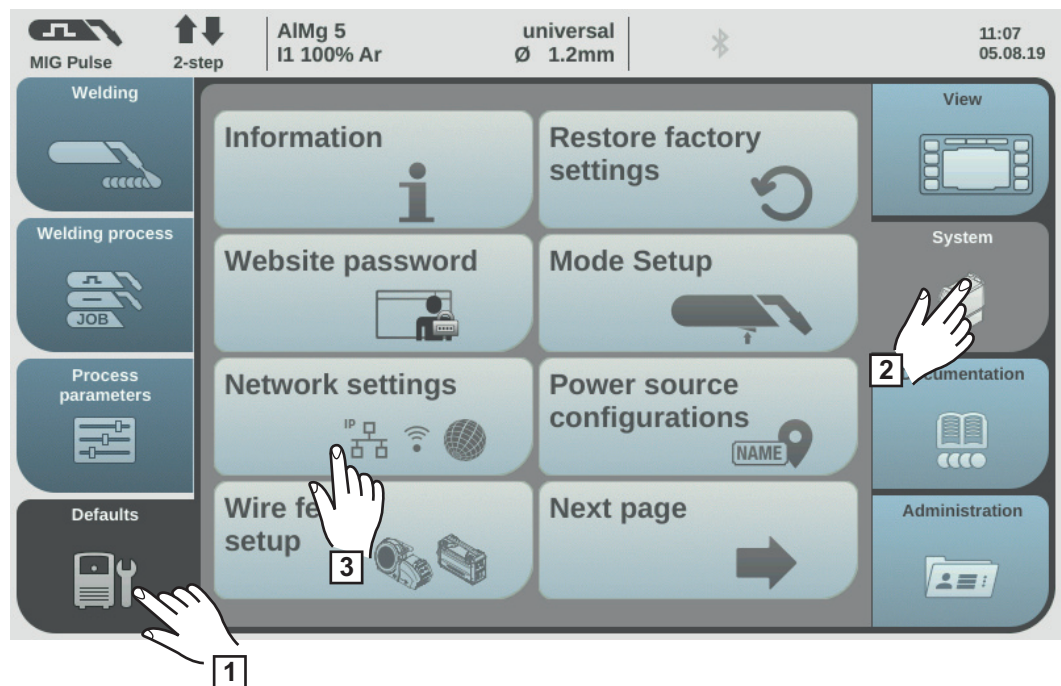 MIG Pulse
2-step
AlMg 5
I1 100% Ar
universal
Ø 1.2mm
11:07
05.08.19
Welding
Welding process
JOB
Process
parameters
Defaults
Information
Restore factory
settings
Website password
Mode Setup
Network settings
IP
Power source
configurations
NAME
Wire fe
setup
Next page
View
System
cumentation
Administration
1
2
3